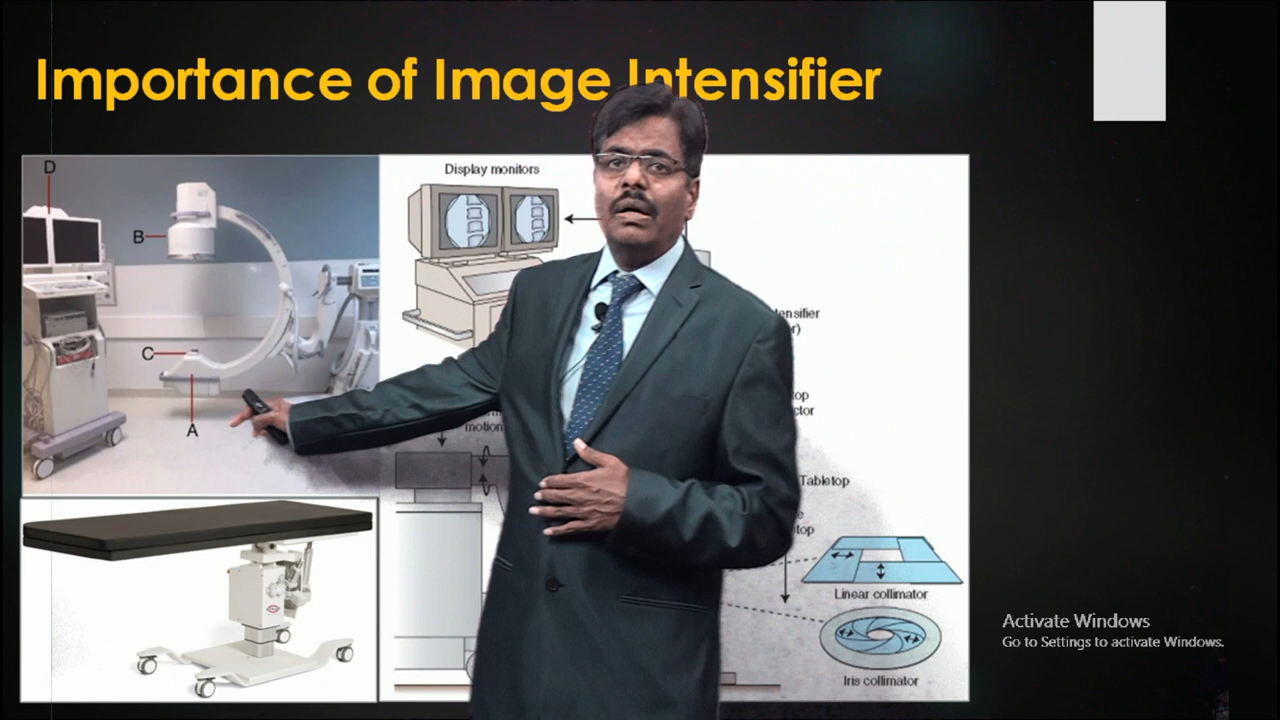 Importance of Image Intensifier
D
B
C
A
Display monitors
motion
Tabletop
Linear collimator
Iris collimator
Activate Windows
Go to Settings to activate Windows.